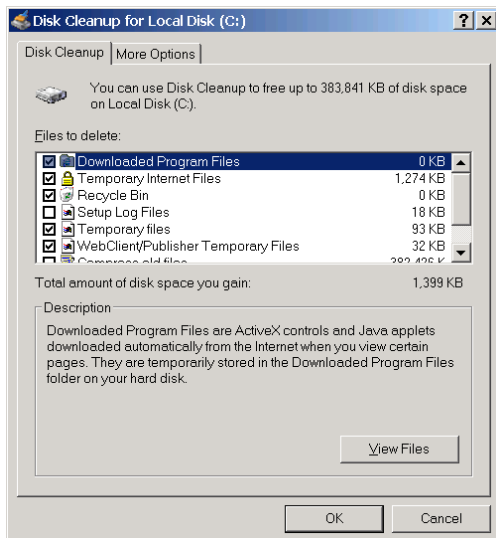 Disk Cleanup for Local Disk (C:)
Disk Cleanup More Options
You can use Disk Cleanup to free up to 383,841 KB of disk space
on Local Disk (C:).
Files to delete:
Downloaded Program Files 0 KB
Temporary Internet Files 1,274 KB
Recycle Bin 0 KB
Setup Log Files 18 KB
Temporary files 93 KB
WebClient/Publisher Temporary Files 32 KB
Compress old files 382,426 K
Total amount of disk space you gain: 1,399 KB
Description
Downloaded Program Files are ActiveX controls and Java applets
downloaded automatically from the Internet when you view certain
pages. They are temporarily stored in the Downloaded Program Files
folder on your hard disk.
View Files
OK Cancel